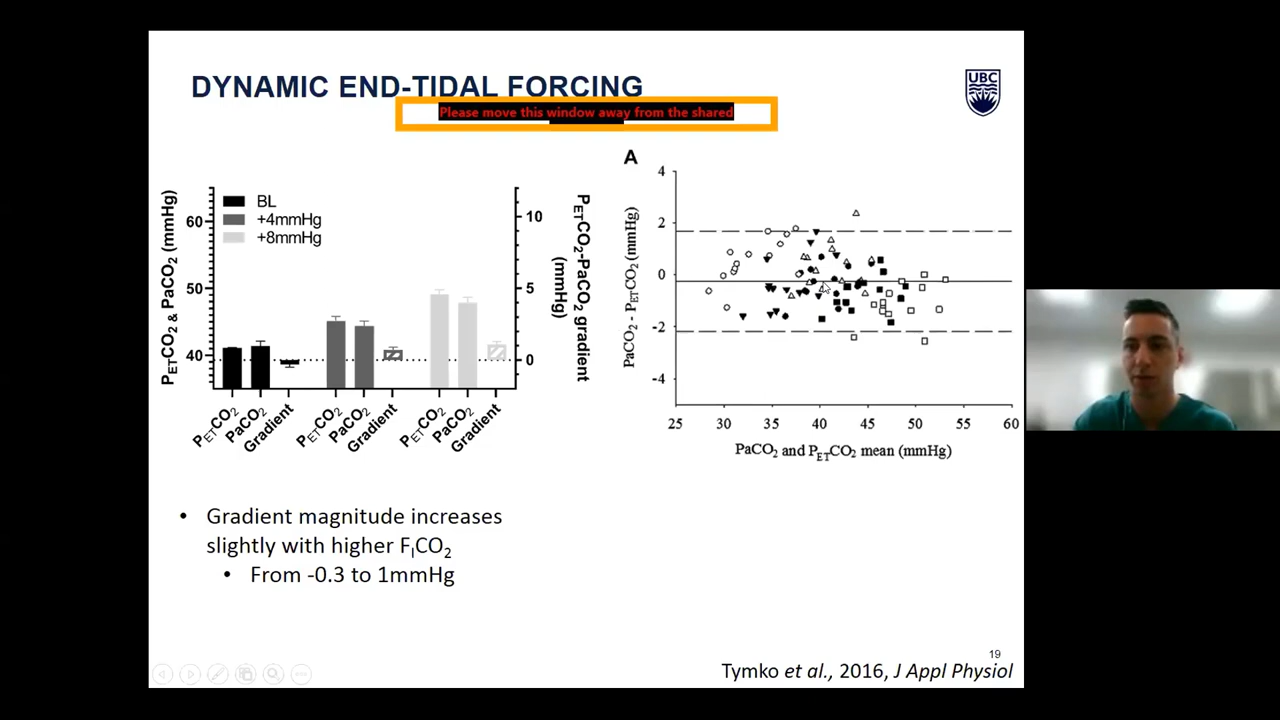 DYNAMIC END-TIDAL FORCING
UBC
Please move this window away from the shared
PETCO2 & PaCO2 (mmHg)
60
50
40
BL
+4mmHg
+8mmHg
10
5
0
PETCO2-PaCO2 gradient
(mmHg)
PETCO2
PaCO2
Gradient
PETCO2
PaCO2
Gradient
PETCO2
PaCO2
Gradient
A
PaCO2 - PETCO2 (mmHg)
4
2
0
-2
-4
25 30 35 40 45 50 55 60
PaCO2 and PETCO2 mean (mmHg)
• Gradient magnitude increases
slightly with higher FICO2
• From -0.3 to 1mmHg
19
Tymko et al., 2016, J Appl Physiol